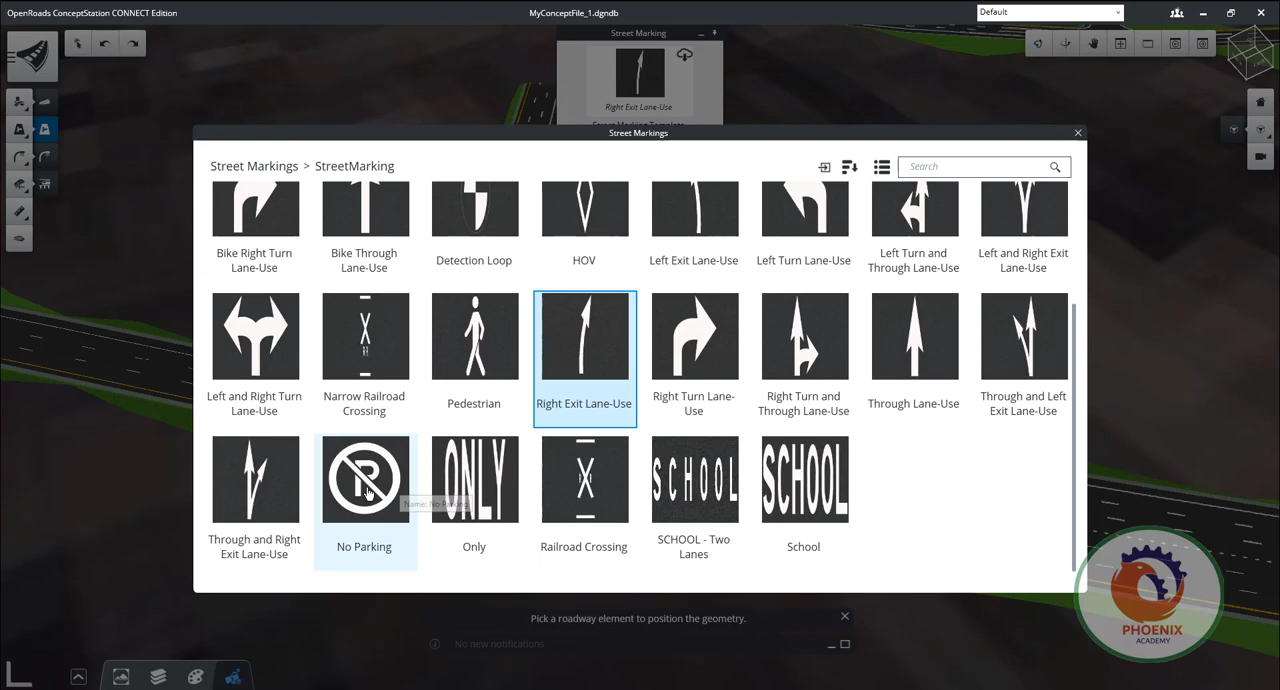 OpenRoads ConceptStation CONNECT Edition
MyConceptFile_1.dgndb
Default
Street Marking
Right Exit Lane-Use
Street Markings
Street Markings > StreetMarking
Search
Bike Right Turn
Lane-Use
Bike Through
Lane-Use
Detection Loop
HOV
Left Exit Lane-Use
Left Turn Lane-Use
Left Turn and
Through Lane-Use
Left and Right Exit
Lane-Use
Left and Right Turn
Lane-Use
Narrow Railroad
Crossing
Pedestrian
Right Exit Lane-Use
Right Turn Lane-
Use
Right Turn and
Through Lane-Use
Through Lane-Use
Through and Left
Exit Lane-Use
P
ONLY
SCHOOL
SCHOOL
Name: No Parking
Through and Right
Exit Lane-Use
No Parking
Only
Railroad Crossing
SCHOOL - Two
Lanes
School
Pick a roadway element to position the geometry.
No new notifications
PHOENIX
ACADEMY